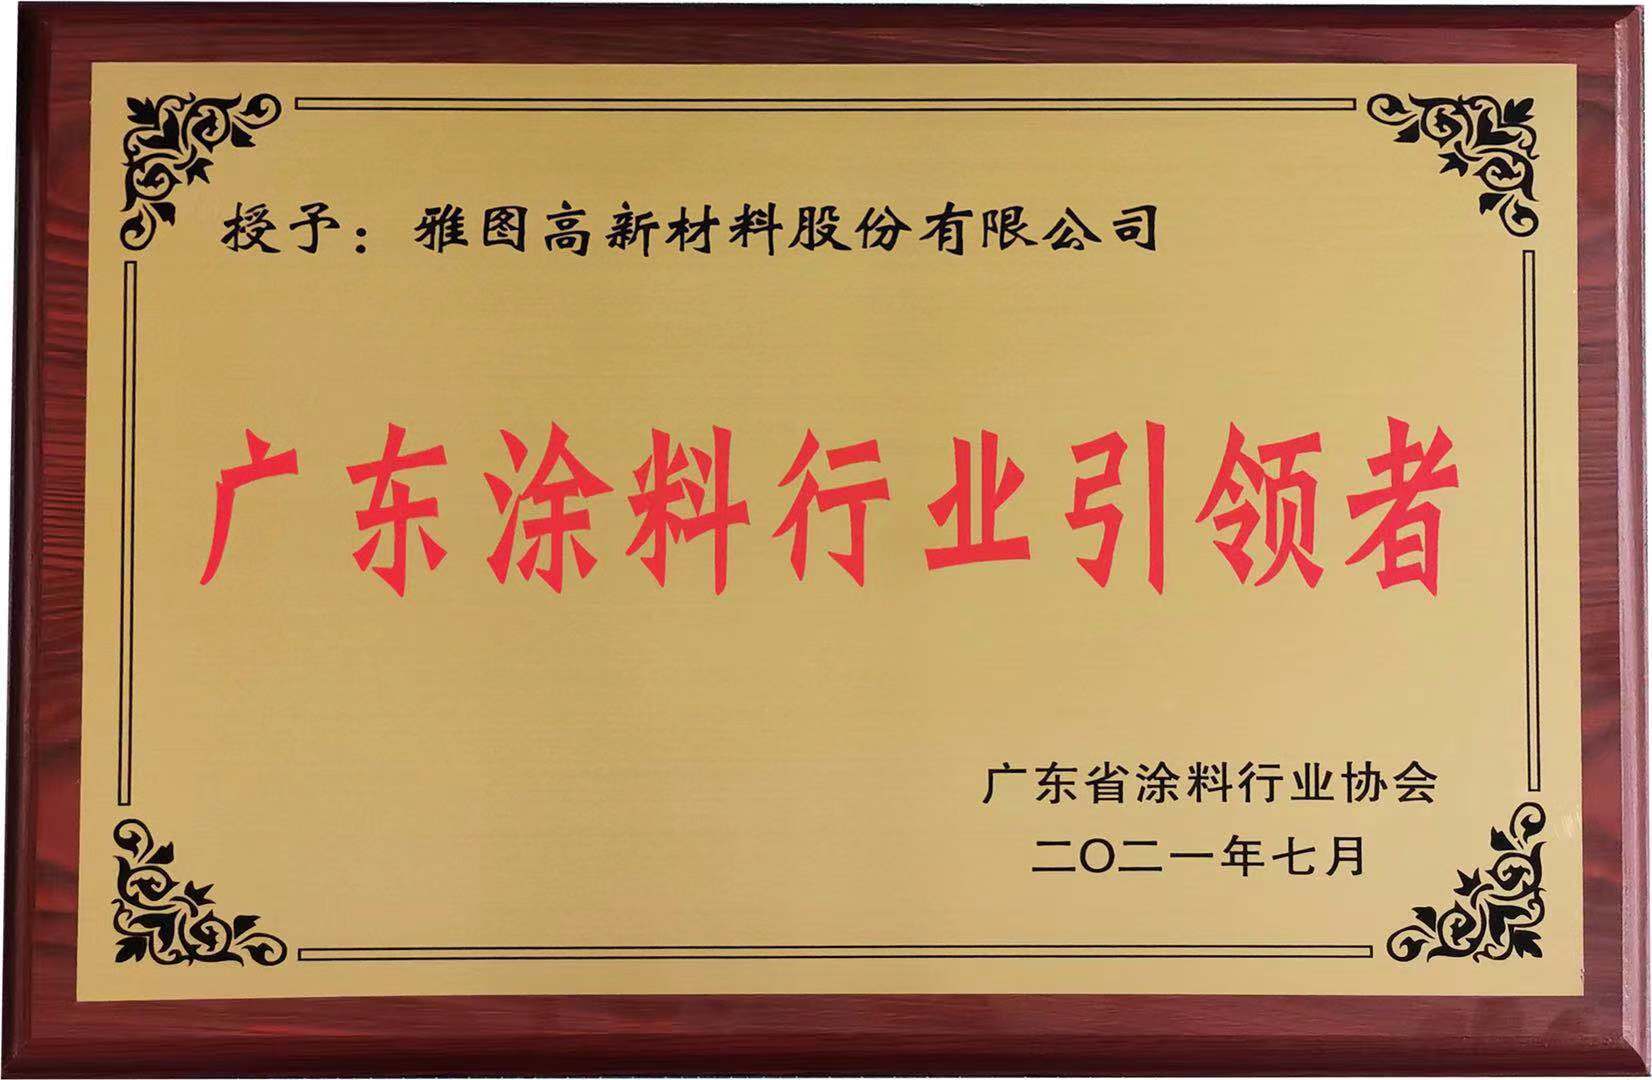 授予：雅图高新材料股份有限公司
广东涂料行业引领者
广东省涂料行业协会
二〇二一年七月